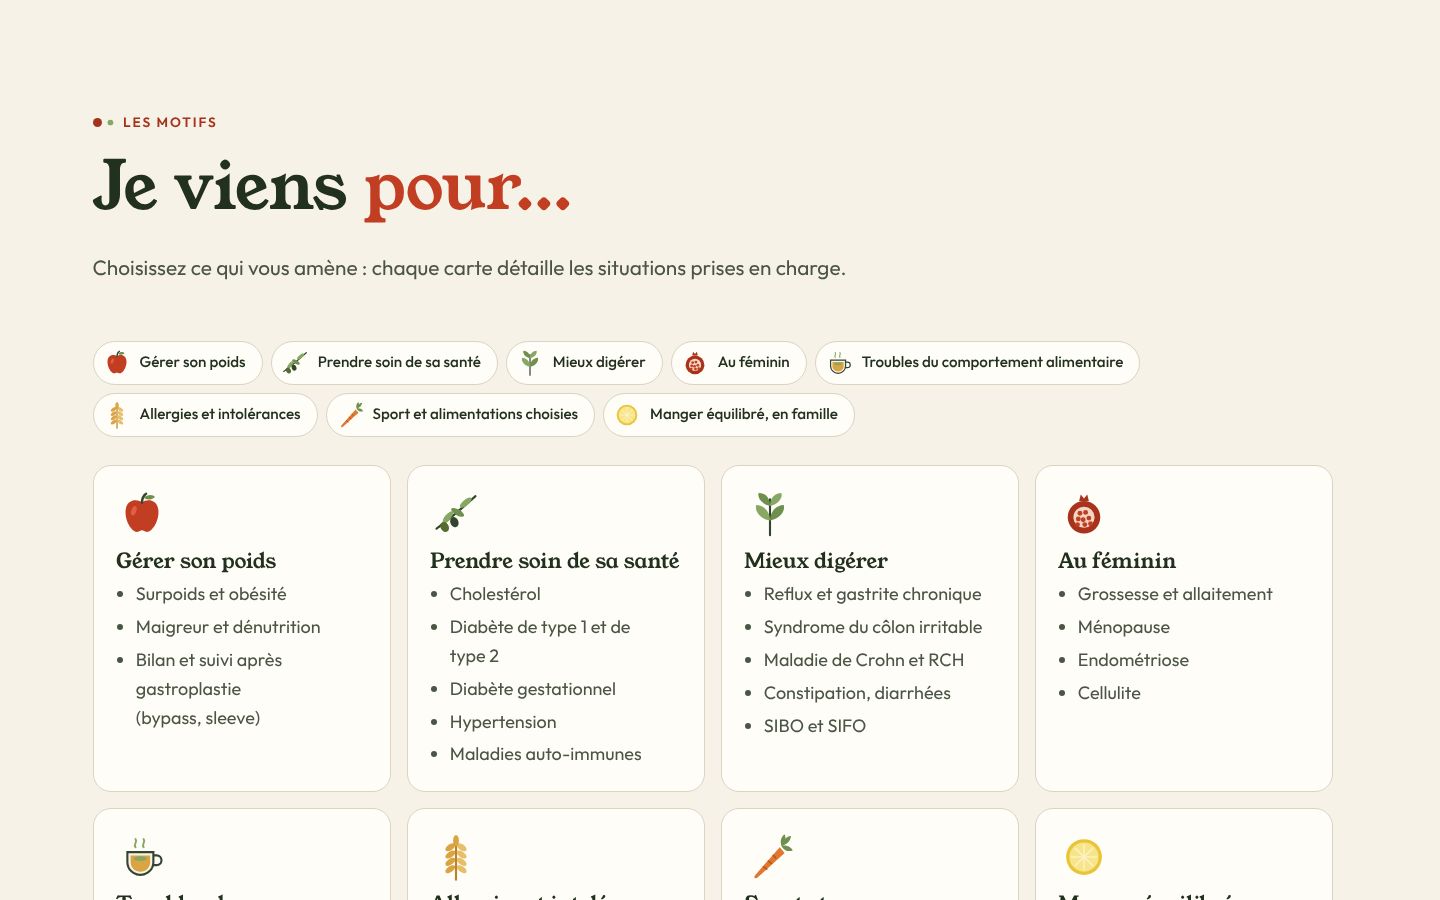 LES MOTIFS
Je viens pour...
Choisissez ce qui vous amène : chaque carte détaille les situations prises en charge.
Gérer son poids
Prendre soin de sa santé
Mieux digérer
Au féminin
Troubles du comportement alimentaire
Allergies et intolérances
Sport et alimentations choisies
Manger équilibré, en famille
Gérer son poids
Surpoids et obésité
Maigreur et dénutrition
Bilan et suivi après
gastroplastie
(bypass, sleeve)
Prendre soin de sa santé
Cholestérol
Diabète de type 1 et de
type 2
Diabète gestationnel
Hypertension
Maladies auto-immunes
Mieux digérer
Reflux et gastrite chronique
Syndrome du côlon irritable
Maladie de Crohn et RCH
Constipation, diarrhées
SIBO et SIFO
Au féminin
Grossesse et allaitement
Ménopause
Endométriose
Cellulite